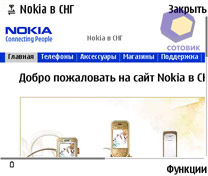 Nokia в СНГ Закрыть
NOKIA
Connecting People
Nokia в СНГ
СОТОВИК
Главная Телефоны Аксессуары Магазины Поддержка
Добро пожаловать на сайт Nokia в СН
Функции